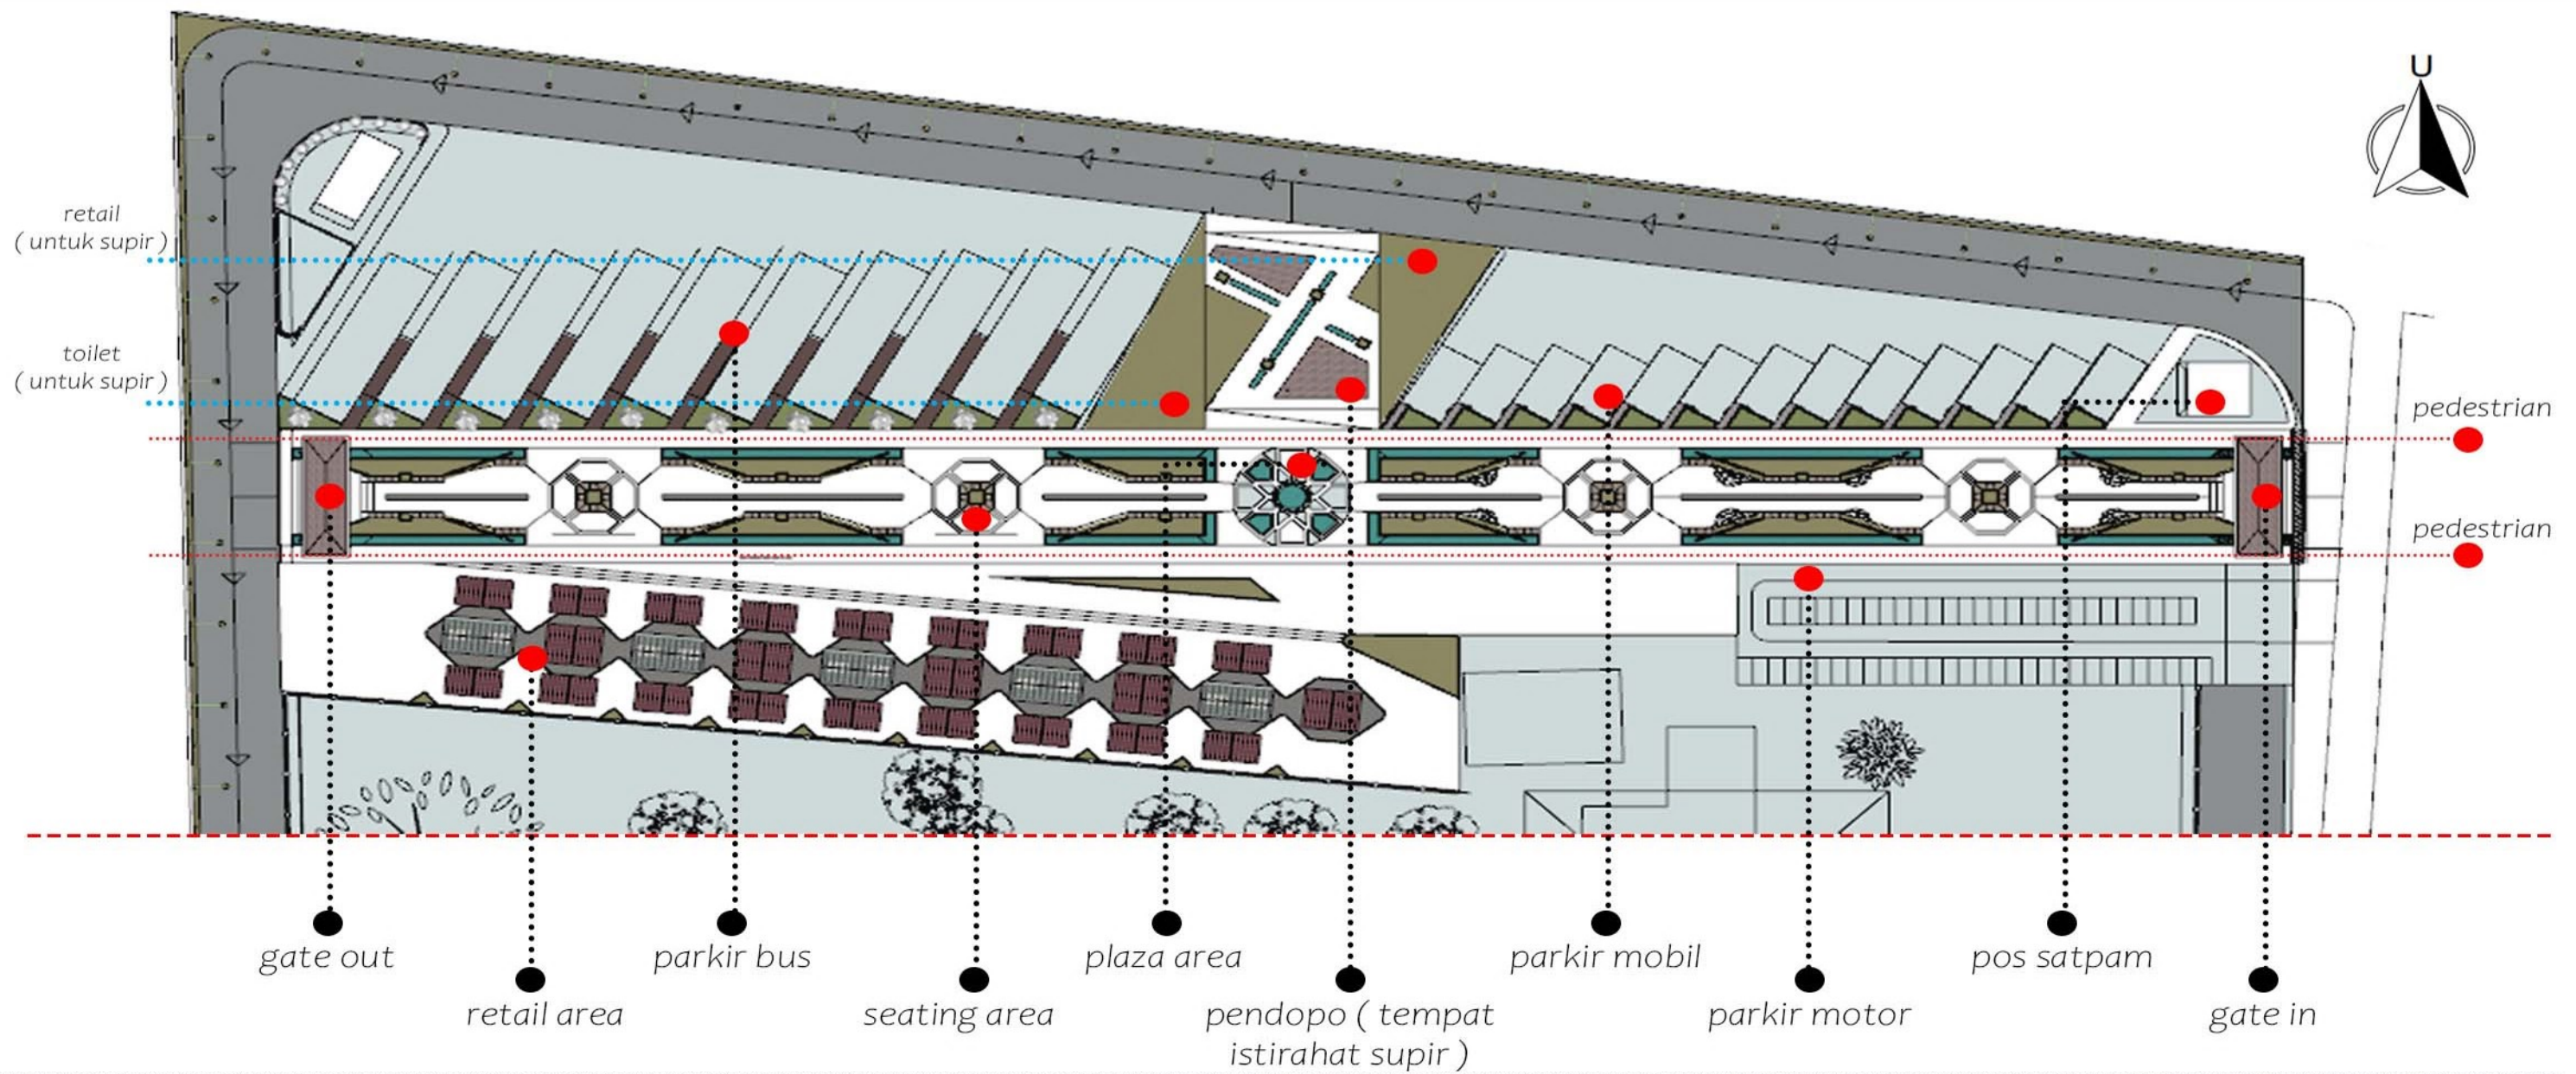 U
retail
( untuk supir )
toilet
( untuk supir )
pedestrian
pedestrian
gate out
parkir bus
plaza area
parkir mobil
pos satpam
retail area
seating area
pendopo ( tempat
istirahat supir )
parkir motor
gate in